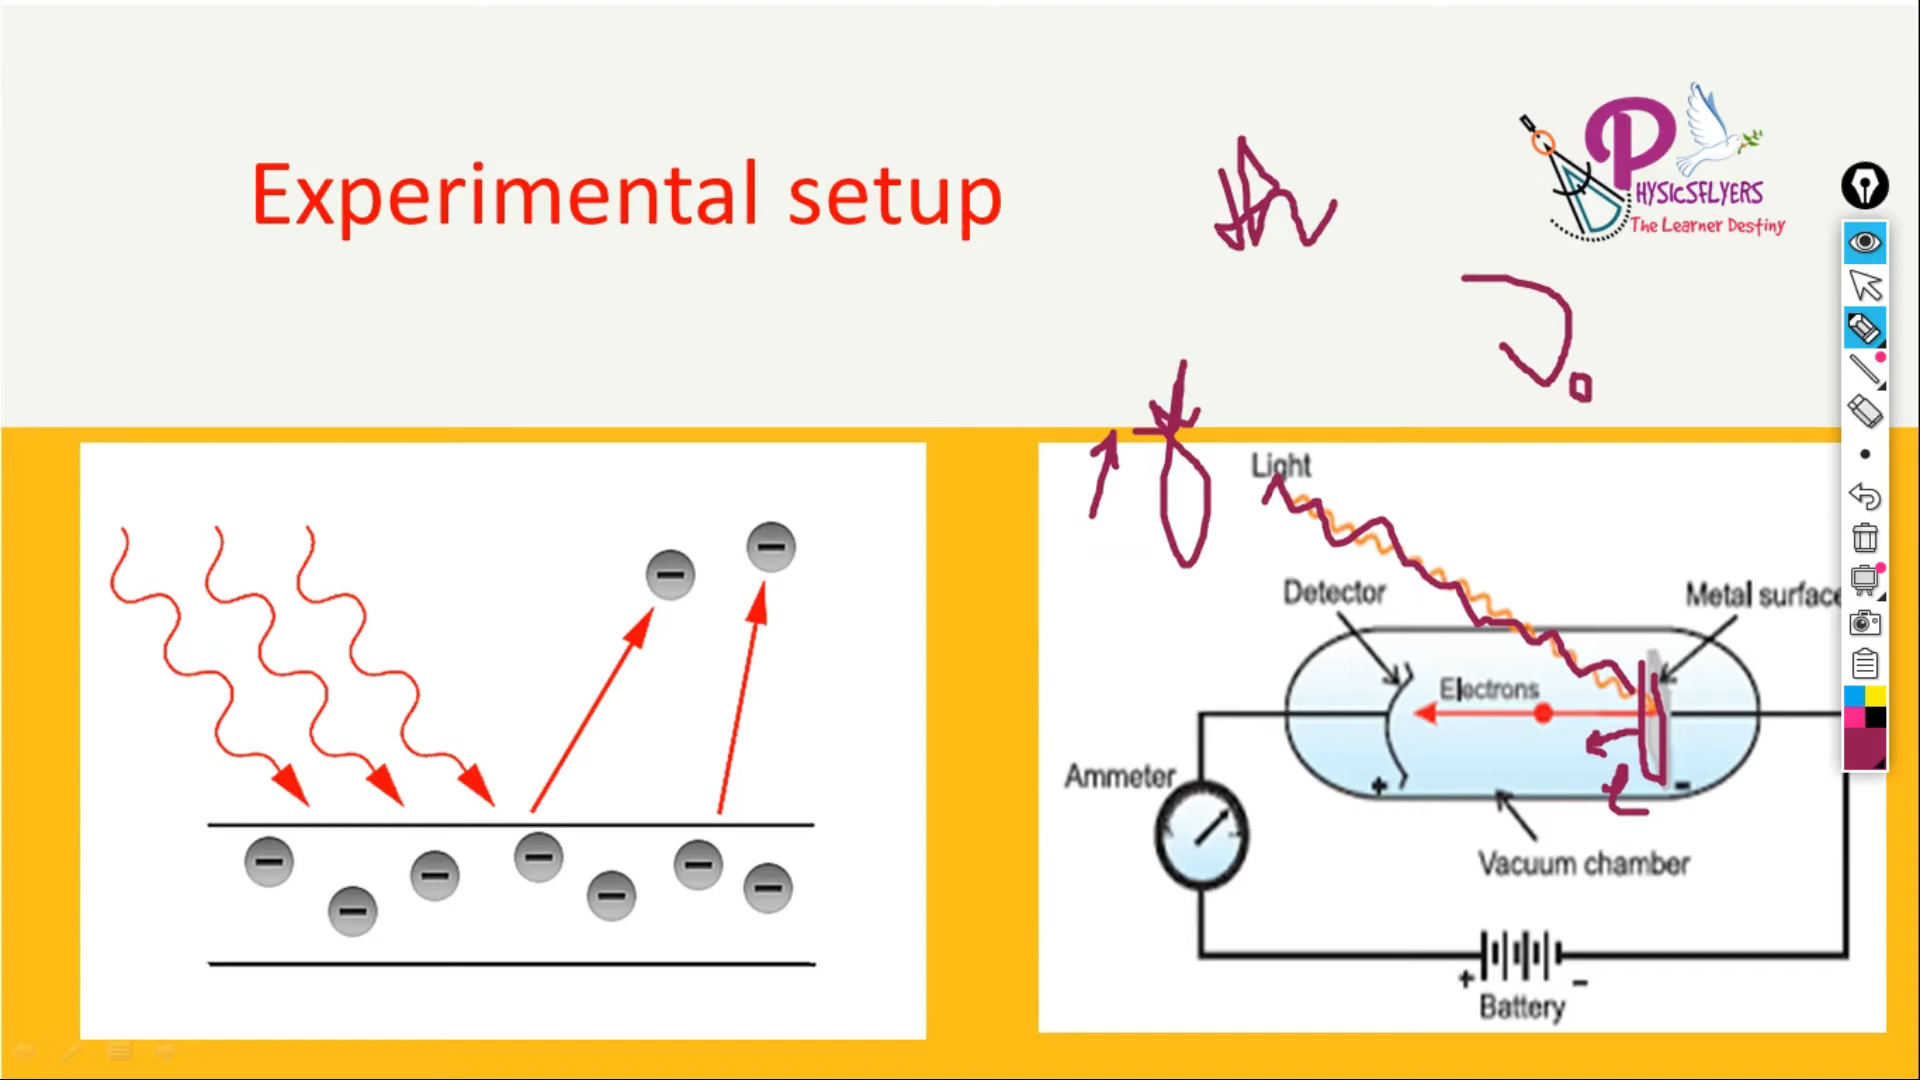 Experimental setup
PHYSICSFLYERS
The Learner Destiny
Light
Detector
Metal surface
Electrons
Ammeter
+
-
Vacuum chamber
+
-
Battery